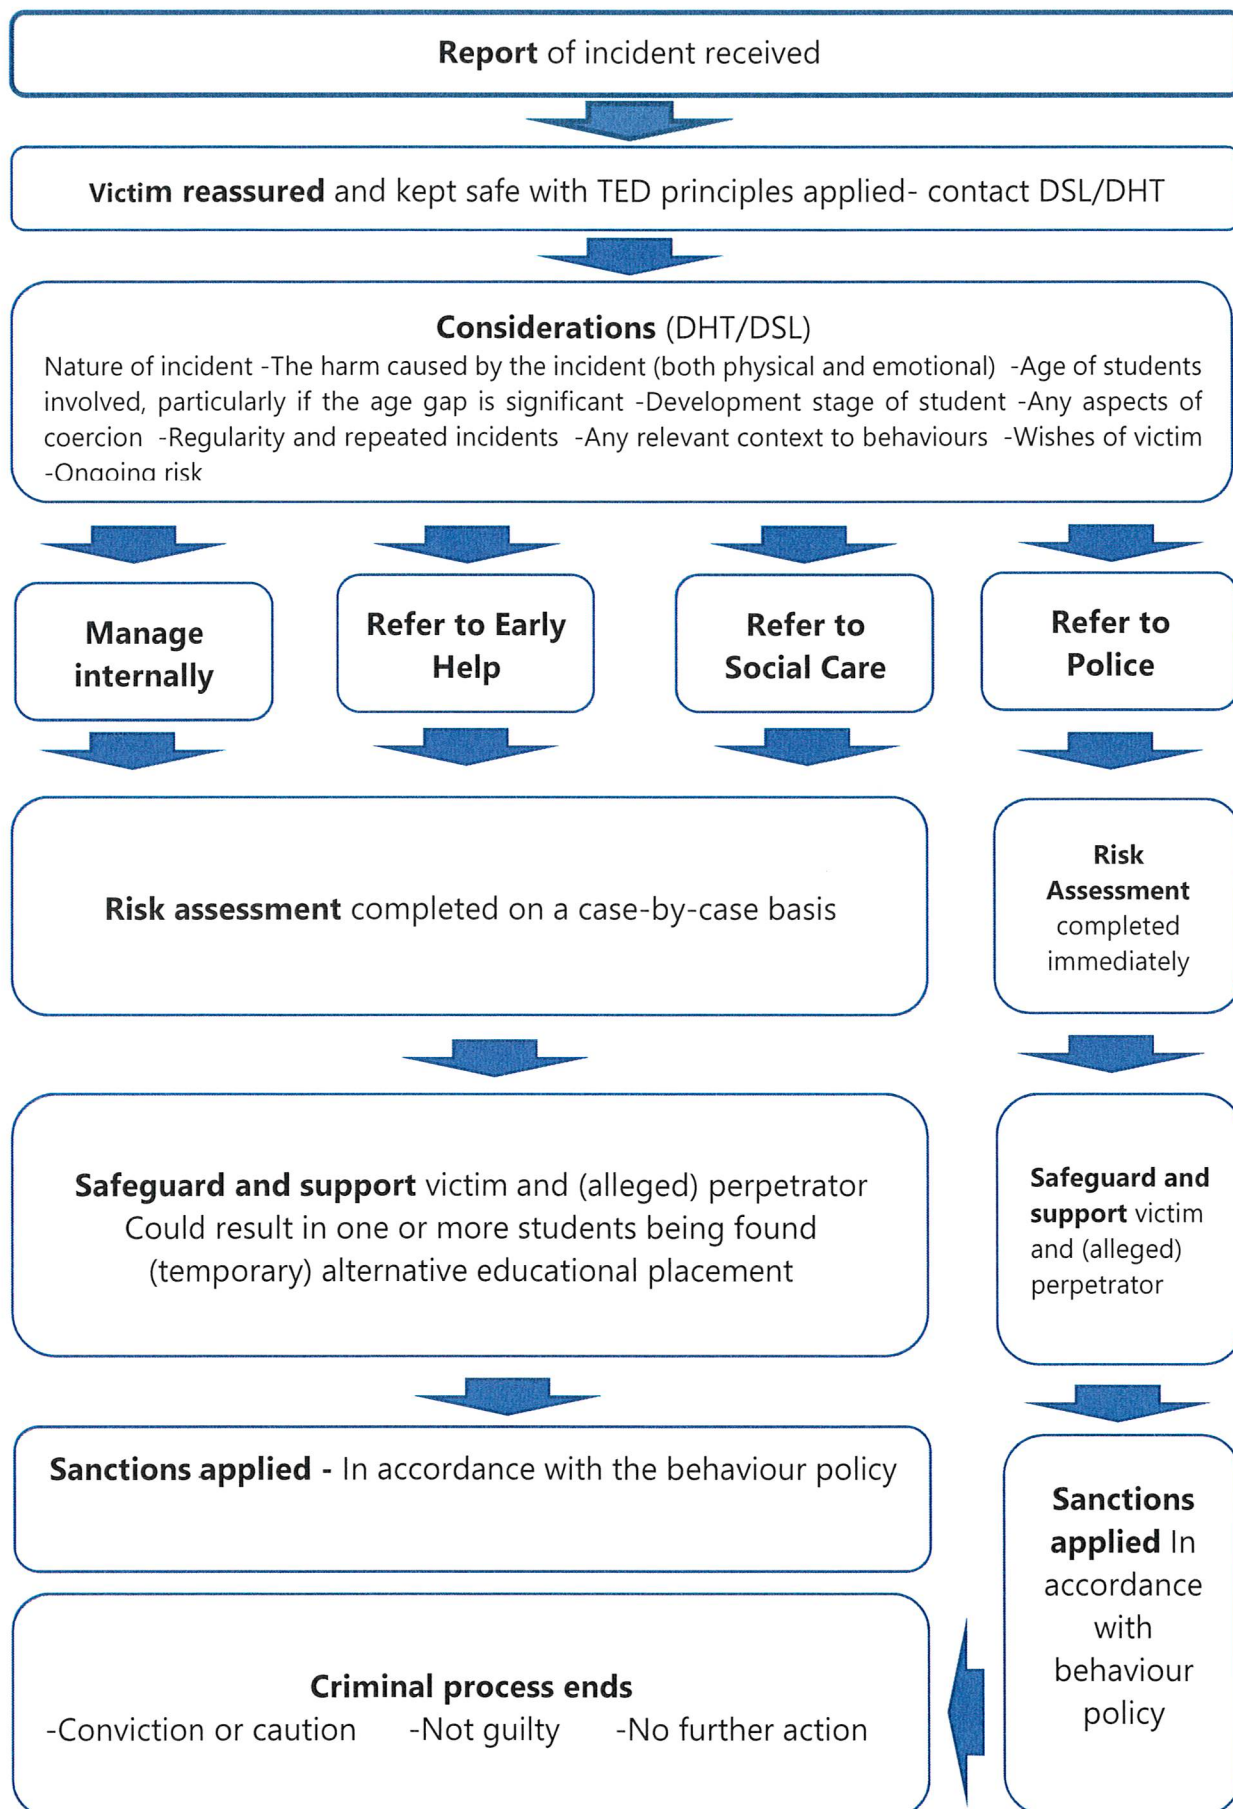 Report of incident received
Victim reassured and kept safe with TED principles applied- contact DSL/DHT
Considerations (DHT/DSL)
Nature of incident -The harm caused by the incident (both physical and emotional) -Age of students
involved, particularly if the age gap is significant -Development stage of student -Any aspects of
coercion -Regularity and repeated incidents -Any relevant context to behaviours -Wishes of victim
-Ongoing risk
Manage
internally
Refer to Early
Help
Refer to
Social Care
Refer to
Police
Risk assessment completed on a case-by-case basis
Risk
Assessment
completed
immediately
Safeguard and support victim and (alleged) perpetrator
Could result in one or more students being found
(temporary) alternative educational placement
Safeguard and
support victim
and (alleged)
perpetrator
Sanctions applied - In accordance with the behaviour policy
Sanctions
applied In
accordance
with
behaviour
policy
Criminal process ends
-Conviction or caution -Not guilty -No further action